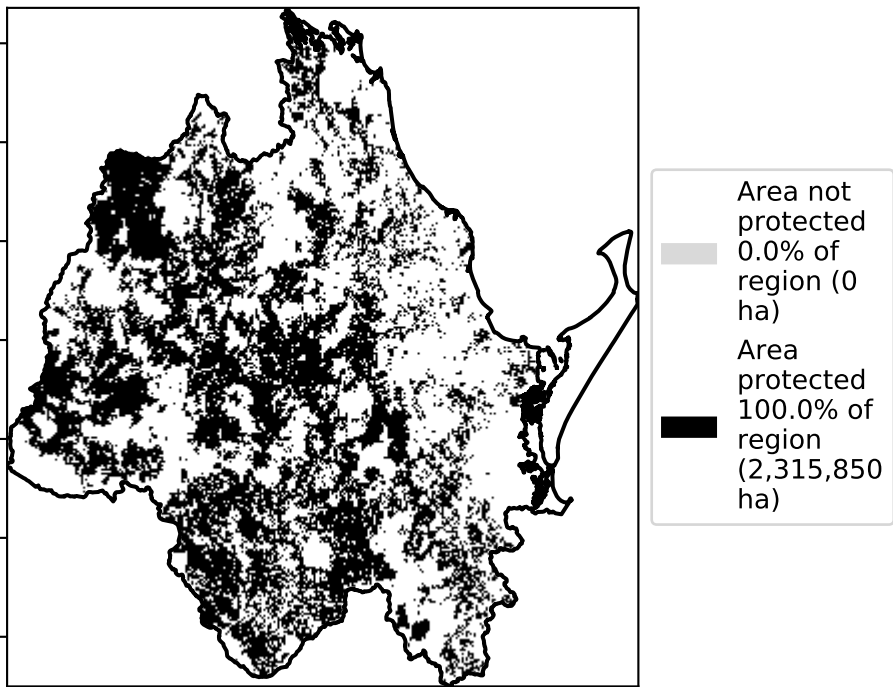 Area not
protected
0.0% of
region (0
ha)
Area
protected
100.0% of
region
(2,315,850
ha)